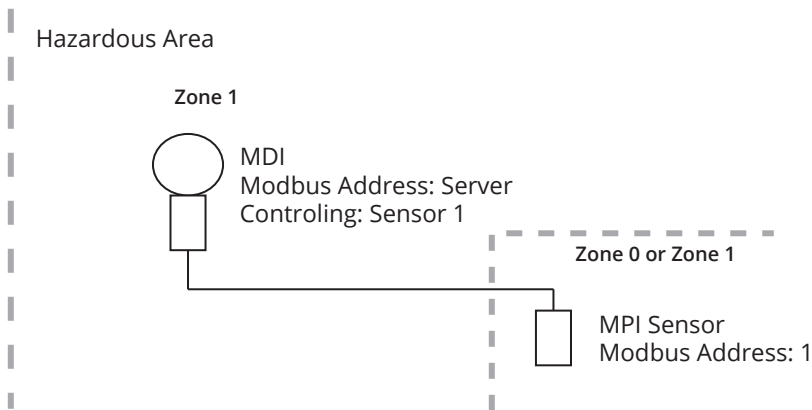 Hazardous Area
Zone 1
MDI
Modbus Address: Server
Controling: Sensor 1
Zone 0 or Zone 1
MPI Sensor
Modbus Address: 1